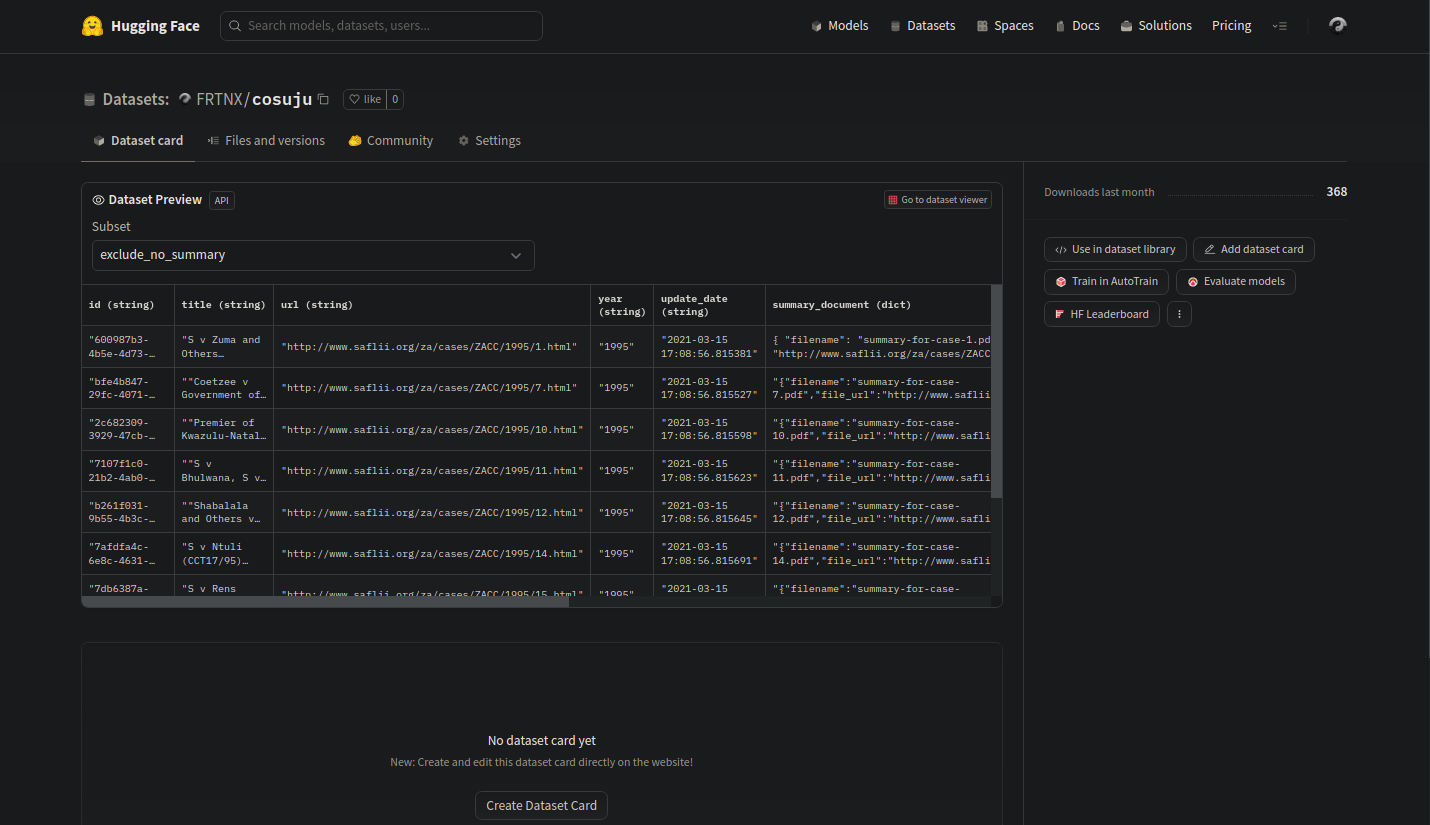 Hugging Face
Search models, datasets, users...
Models
Datasets
Spaces
Docs
Solutions
Pricing
Datasets: FRTNX/cosuju
like 0
Dataset card
Files and versions
Community
Settings
Dataset Preview API
Go to dataset viewer
Subset
exclude_no_summary
id (string) title (string) url (string) year (string) update_date (string) summary_document (dict)
"600987b3- "S v Zuma and "http://www.saflii.org/za/cases/ZACC/1995/1.html" "1995" "2021-03-15 { "filename": "summary-for-case-1.pd
4b5e-4d73-… Others… 17:08:56.815381" "http://www.saflii.org/za/cases/ZACC
"bfe4b847- ""Coetzee v "http://www.saflii.org/za/cases/ZACC/1995/7.html" "1995" "2021-03-15 "{"filename":"summary-for-case-
29fc-4071-… Government of… 17:08:56.815527" 7.pdf","file_url":"http://www.saflii
"2c682309- ""Premier of "http://www.saflii.org/za/cases/ZACC/1995/10.html" "1995" "2021-03-15 "{"filename":"summary-for-case-
3929-47cb-… Kwazulu-Natal… 17:08:56.815598" 10.pdf","file_url":"http://www.safli
"7107f1c0- ""S v "http://www.saflii.org/za/cases/ZACC/1995/11.html" "1995" "2021-03-15 "{"filename":"summary-for-case-
21b2-4ab0-… Bhulwana, S v… 17:08:56.815623" 11.pdf","file_url":"http://www.safli
"b261f031- ""Shabalala "http://www.saflii.org/za/cases/ZACC/1995/12.html" "1995" "2021-03-15 "{"filename":"summary-for-case-
9b55-4b3c-… and Others v… 17:08:56.815645" 12.pdf","file_url":"http://www.safli
"7afdfa4c- "S v Ntuli "http://www.saflii.org/za/cases/ZACC/1995/14.html" "1995" "2021-03-15 "{"filename":"summary-for-case-
6e8c-4631-… (CCT17/95)… 17:08:56.815691" 14.pdf","file_url":"http://www.safli
"7db6387a- "S v Rens "http://www.saflii.org/za/cases/ZACC/1995/15.html" "1995" "2021-03-15 "{"filename":"summary-for-case-
Downloads last month 368
Use in dataset library
Add dataset card
Train in AutoTrain
Evaluate models
HF Leaderboard
No dataset card yet
New: Create and edit this dataset card directly on the website!
Create Dataset Card